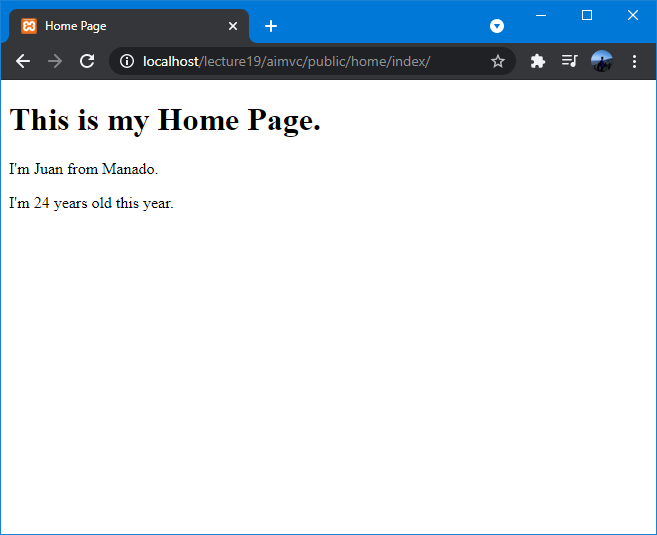 Home Page
localhost/lecture19/aimvc/public/home/index/
This is my Home Page.
I'm Juan from Manado.
I'm 24 years old this year.